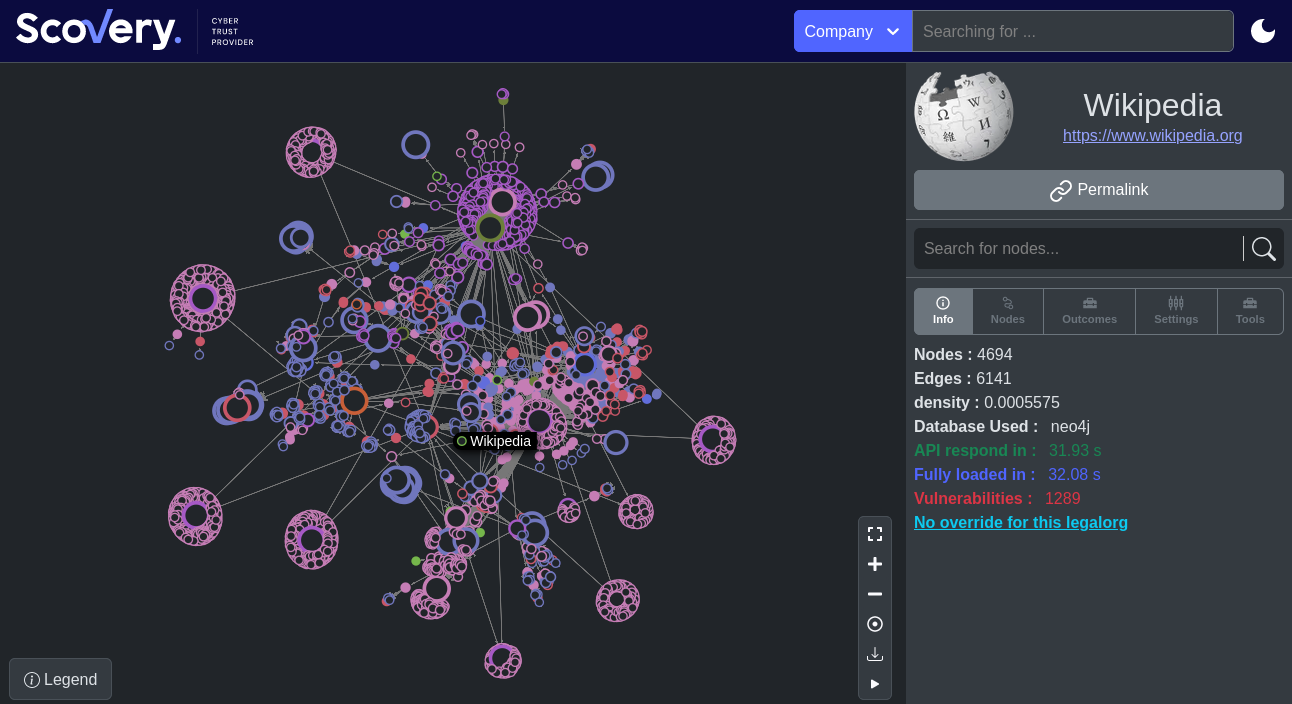 Scovery.
CYBER
TRUST
PROVIDER
Company
Searching for ...
Wikipedia
https://www.wikipedia.org
Permalink
Search for nodes...
Info
Nodes
Outcomes
Settings
Tools
Nodes : 4694
Edges : 6141
density : 0.0005575
Database Used : neo4j
API respond in : 31.93 s
Fully loaded in : 32.08 s
Vulnerabilities : 1289
No override for this legalorg
Wikipedia
Legend